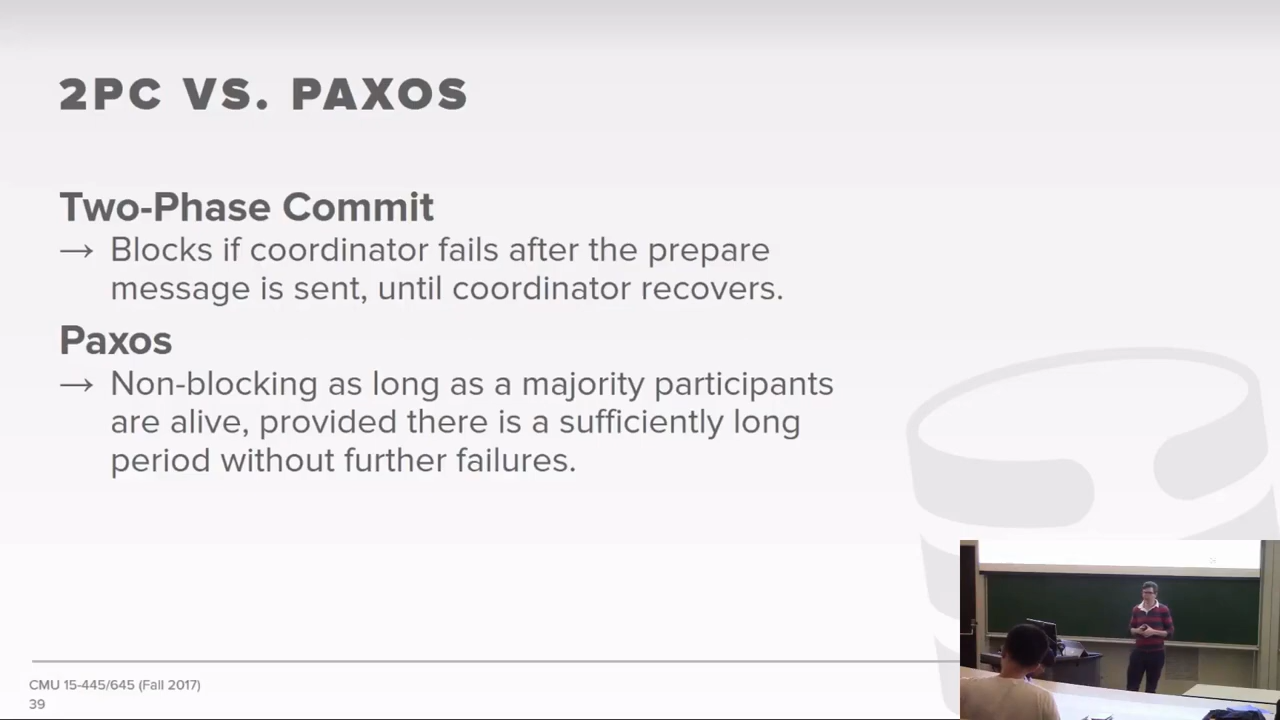 2PC VS. PAXOS
Two-Phase Commit
→ Blocks if coordinator fails after the prepare
message is sent, until coordinator recovers.
Paxos
→ Non-blocking as long as a majority participants
are alive, provided there is a sufficiently long
period without further failures.
CMU 15-445/645 (Fall 2017)
39